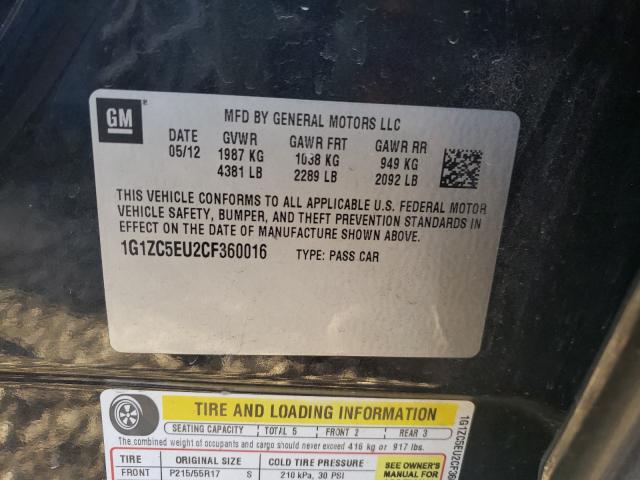 GM
MFD BY GENERAL MOTORS LLC
DATE GVWR GAWR FRT GAWR RR
05/12 1987 KG 1038 KG 949 KG
4381 LB 2289 LB 2092 LB
THIS VEHICLE CONFORMS TO ALL APPLICABLE U.S. FEDERAL MOTOR
VEHICLE SAFETY, BUMPER, AND THEFT PREVENTION STANDARDS IN
EFFECT ON THE DATE OF MANUFACTURE SHOWN ABOVE.
1G1ZC5EU2CF360016 TYPE: PASS CAR
TIRE AND LOADING INFORMATION
SEATING CAPACITY TOTAL 5 FRONT 2 REAR 3
The combined weight of occupants and cargo should never exceed 416 kg or 917 lbs.
TIRE ORIGINAL SIZE COLD TIRE PRESSURE SEE OWNER'S
FRONT P215/55R17 S 210 kPa, 30 PSI MANUAL FOR
1G1ZC5EU2CF36